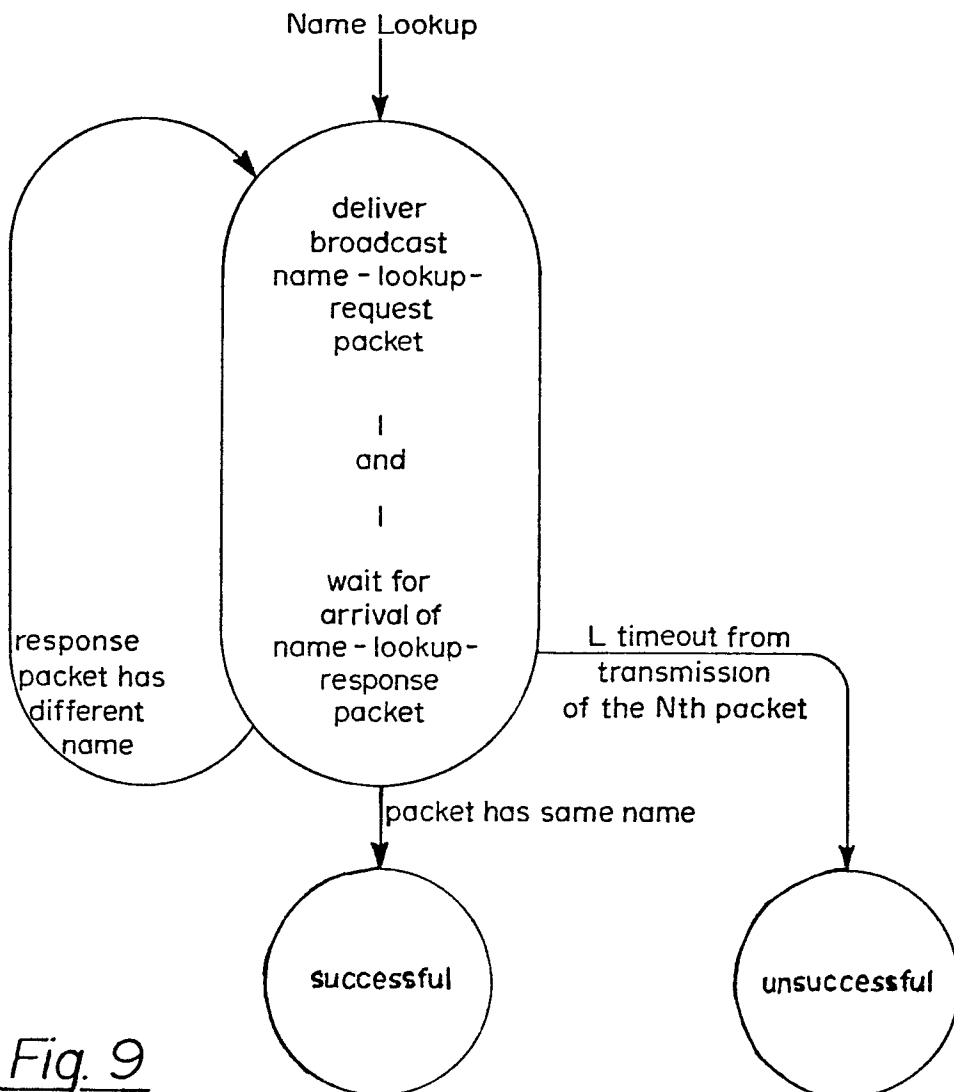 Name Lookup
deliver
broadcast
name - lookup -
request
packet
and
wait for
arrival of
name - lookup -
response
packet
response
packet has
different
name
L timeout from
transmission
of the Nth packet
packet has same name
successful
unsuccessful
Fig. 9